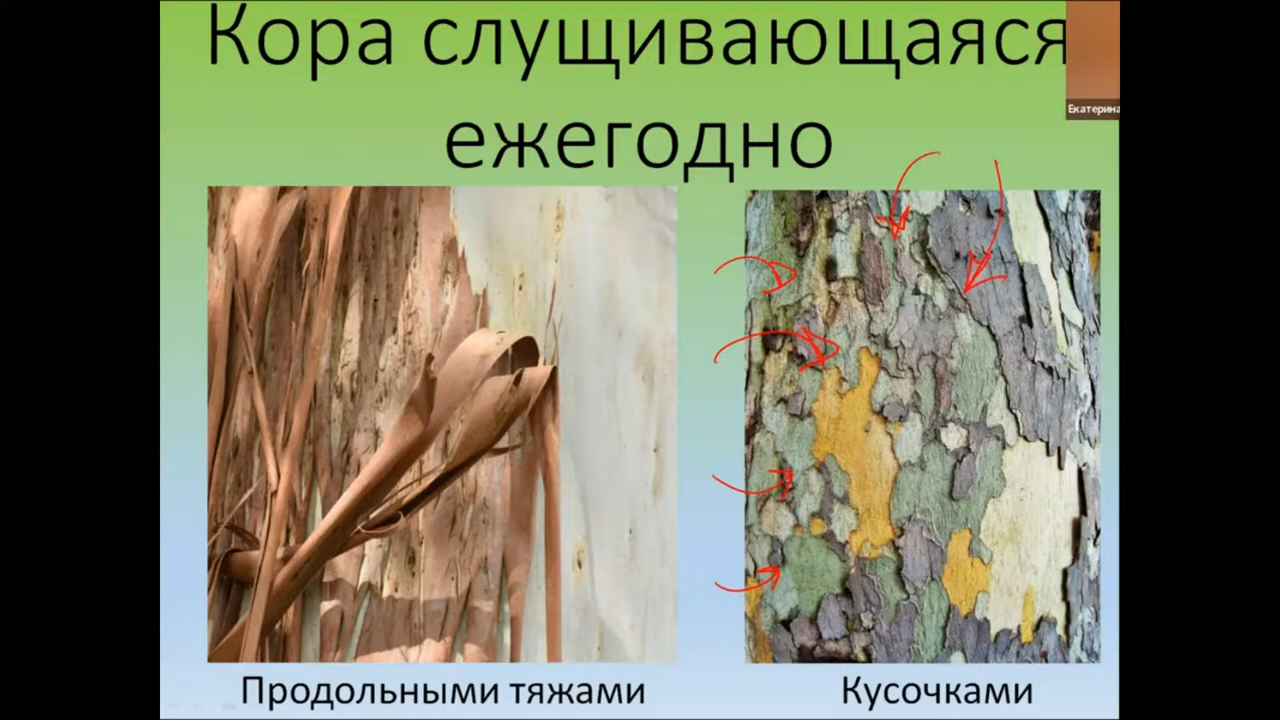 Кора слущивающаяся
ежегодно
Екатерина
Продольными тяжами
Кусочками